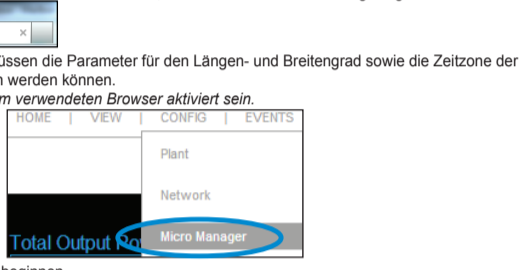 ×
üssen die Parameter für den Längen- und Breitengrad sowie die Zeitzone der
werden können.
verwendeten Browser aktiviert sein.
HOME | VIEW | CONFIG | EVENTS
Plant
Network
Micro Manager
Total Output
beginnen